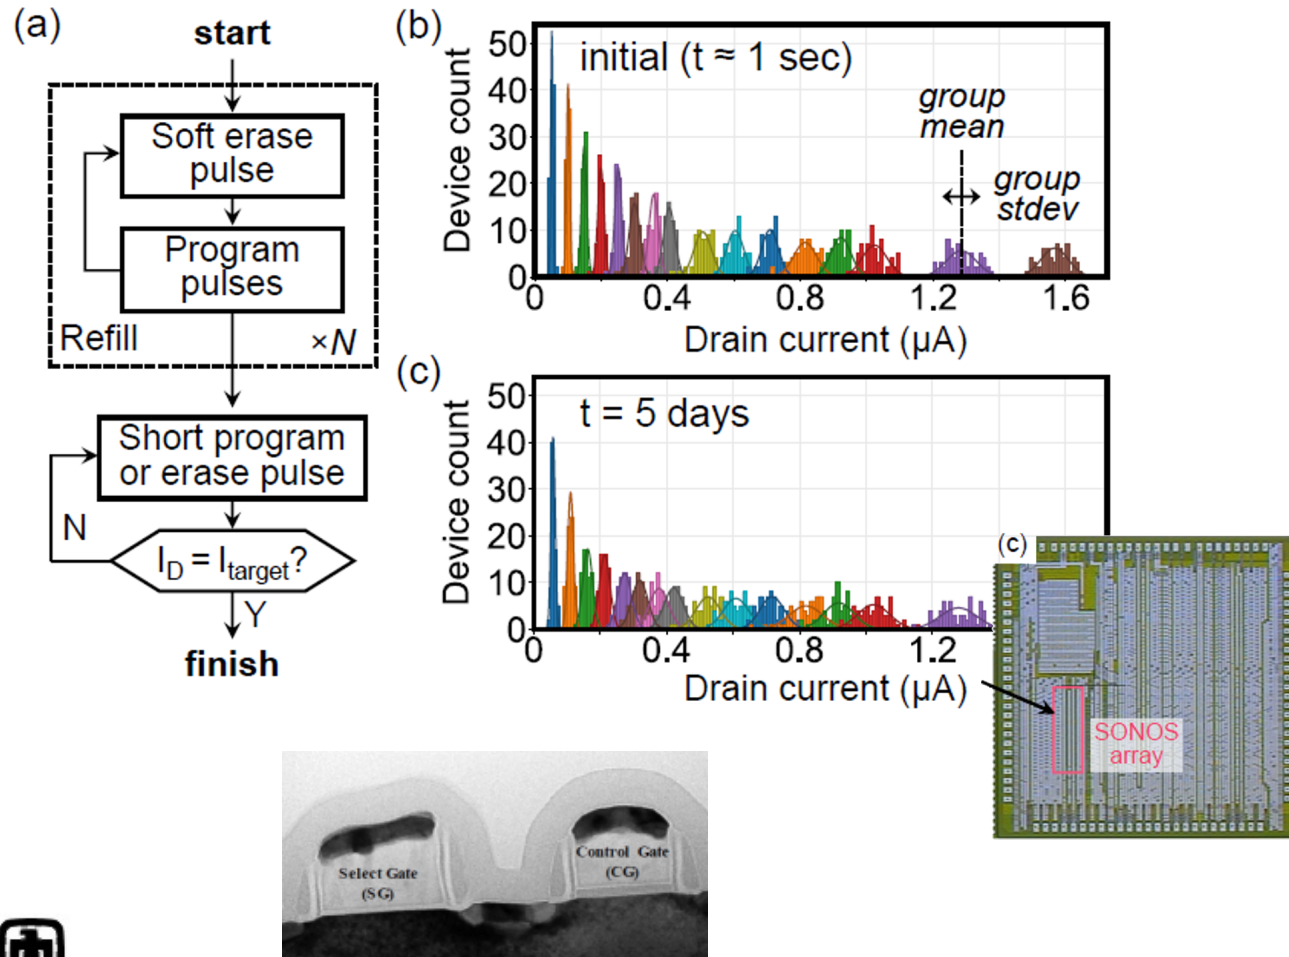 (a)
start
Soft erase
pulse
Program
pulses
Refill
×N
Short program
or erase pulse
N
I_D = I_target?
Y
finish
(b)
initial (t ≈ 1 sec)
group
mean
group
stdev
Device count
50
40
30
20
10
0
0 0.4 0.8 1.2 1.6
Drain current (μA)
(c)
t = 5 days
Device count
50
40
30
20
10
0
0 0.4 0.8 1.2
Drain current (μA)
(c)
SONOS
array
Select Gate
(SG)
Control Gate
(CG)